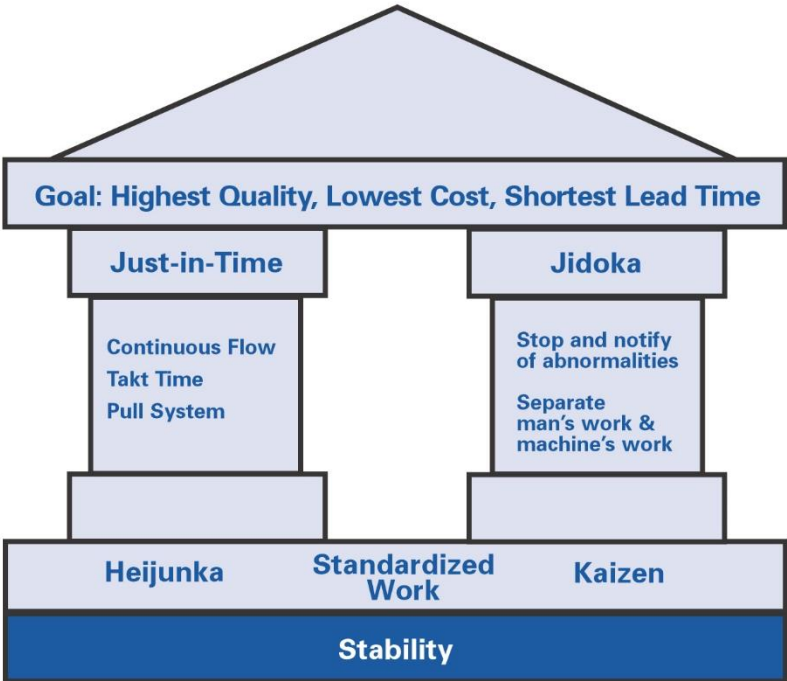 Goal: Highest Quality, Lowest Cost, Shortest Lead Time
Just-in-Time
Continuous Flow
Takt Time
Pull System
Jidoka
Stop and notify
of abnormalities
Separate
man's work &
machine's work
Heijunka
Standardized
Work
Kaizen
Stability